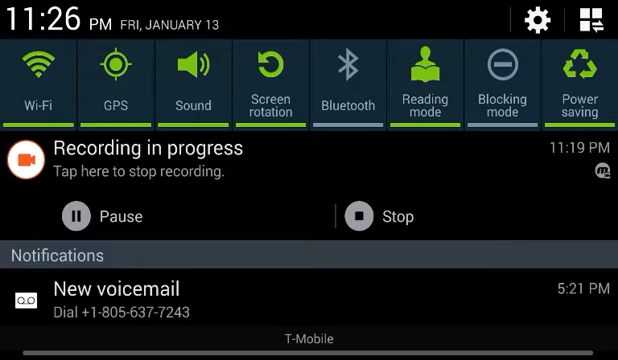 11:26 PM FRI, JANUARY 13
Wi-Fi GPS Sound Screen rotation Bluetooth Reading mode Blocking mode Power saving
Recording in progress 11:19 PM
Tap here to stop recording.
Pause Stop
Notifications
New voicemail 5:21 PM
Dial +1-805-637-7243
T-Mobile